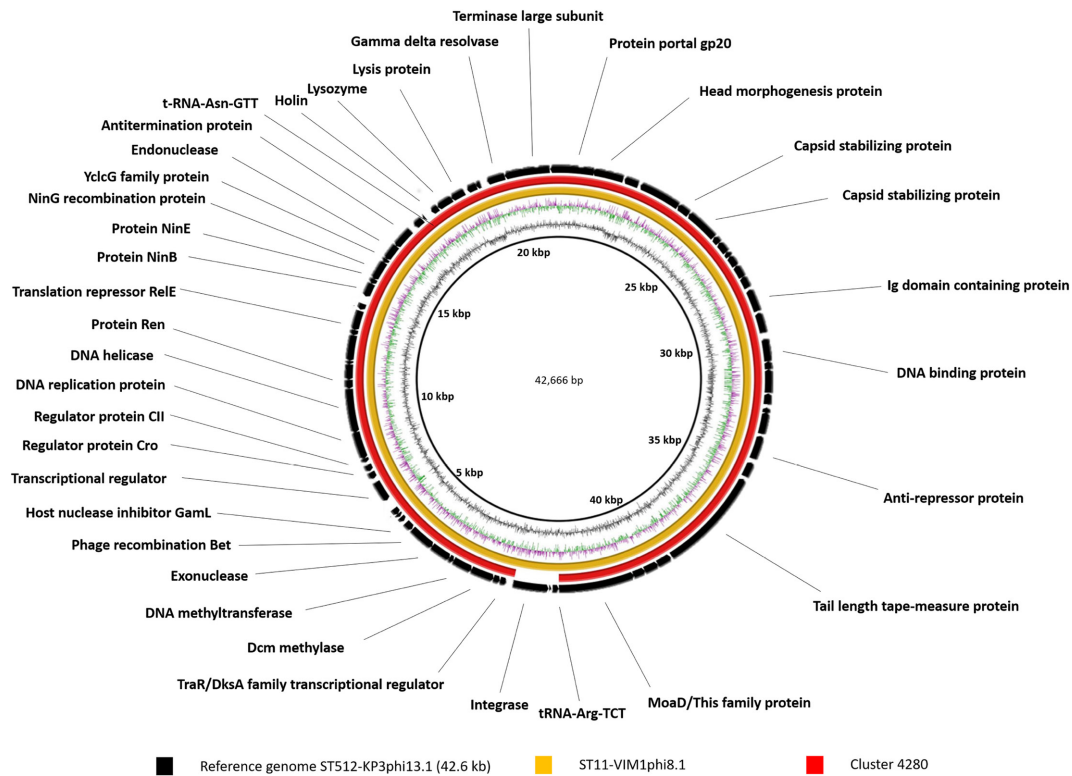 Terminase large subunit
Gamma delta resolvase
Protein portal gp20
Lysis protein
Head morphogenesis protein
Lysozyme
Holin
t-RNA-Asn-GTT
Antitermination protein
Capsid stabilizing protein
Endonuclease
YclcG family protein
Capsid stabilizing protein
NinG recombination protein
Protein NinE
20 kbp
Protein NinB
25 kbp
Ig domain containing protein
Translation repressor RelE
15 kbp
Protein Ren
30 kbp
DNA helicase
DNA binding protein
42,666 bp
DNA replication protein
10 kbp
Regulator protein CII
Regulator protein Cro
35 kbp
5 kbp
Transcriptional regulator
40 kbp
Anti-repressor protein
Host nuclease inhibitor GamL
Phage recombination Bet
Exonuclease
Tail length tape-measure protein
DNA methyltransferase
Dcm methylase
TraR/DksA family transcriptional regulator
Integrase
tRNA-Arg-TCT
MoaD/This family protein
Reference genome ST512-KP3phi13.1 (42.6 kb)
ST11-VIM1phi8.1
Cluster 4280